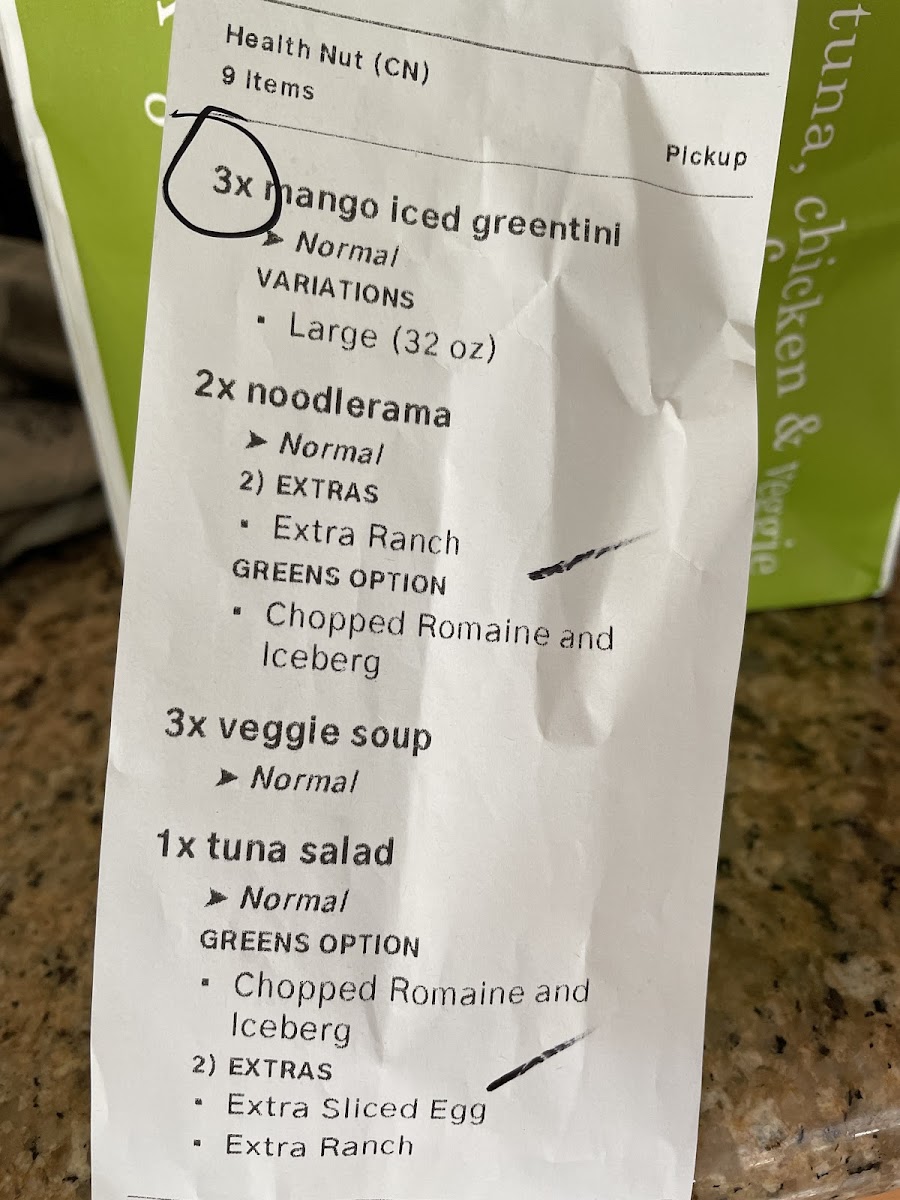 Health Nut (CN)
9 Items
Pickup
3x mango iced greentini
➤ Normal
VARIATIONS
▪ Large (32 oz)
2x noodlerama
➤ Normal
2) EXTRAS
▪ Extra Ranch
GREENS OPTION
▪ Chopped Romaine and
Iceberg
3x veggie soup
➤ Normal
1x tuna salad
➤ Normal
GREENS OPTION
▪ Chopped Romaine and
Iceberg
2) EXTRAS
▪ Extra Sliced Egg
▪ Extra Ranch
tuna, chicken & veggie